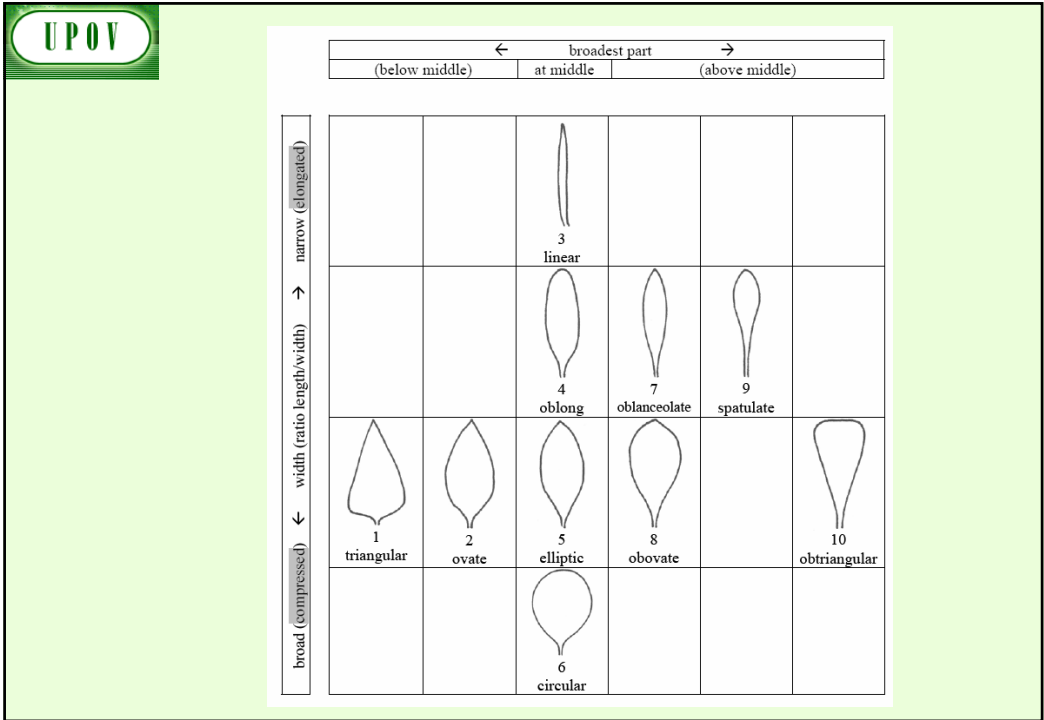 UPOV
← broadest part →
(below middle) at middle (above middle)
narrow (elongated)
↑
width (ratio length/width)
↓
broad (compressed)
3
linear
4 7 9
oblong oblanceolate spatulate
1 2 5 8 10
triangular ovate elliptic obovate obtriangular
6
circular